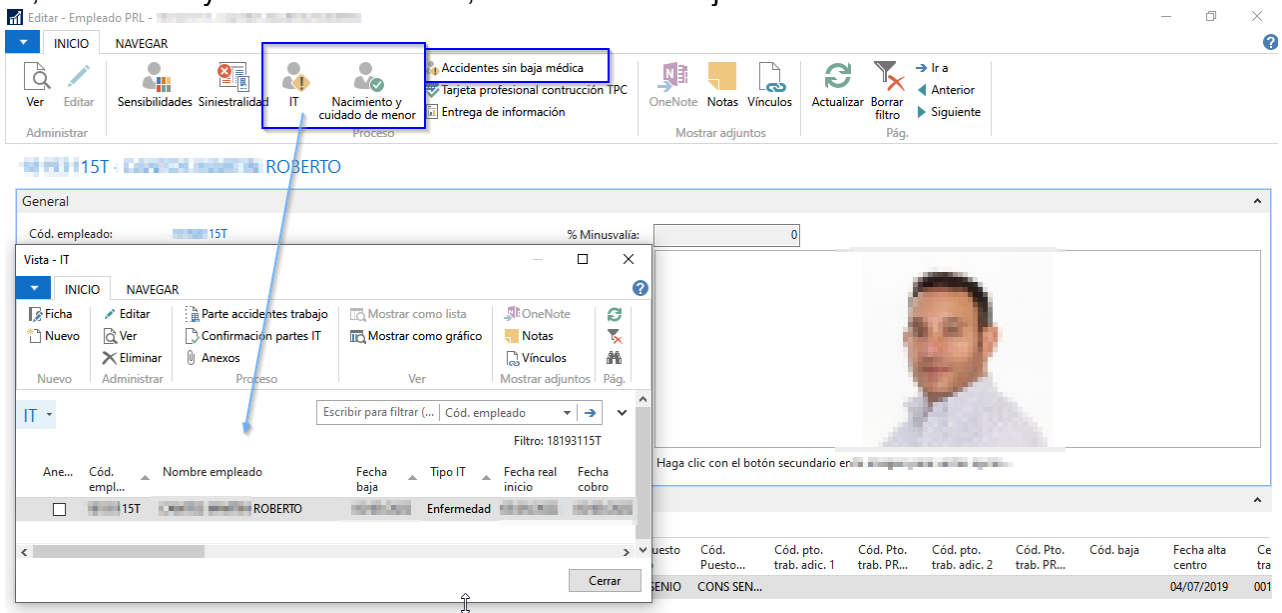 Editar - Empleado PRL -
INICIO NAVEGAR
Ver Editar Sensibilidades Siniestralidad IT Nacimiento y cuidado de menor
Accidentes sin baja médica
Tarjeta profesional contrucción TPC
Entrega de información
OneNote Notas Vínculos Actualizar Borrar filtro
Ir a
Anterior
Siguiente
Administrar Proceso Mostrar adjuntos Pág.
15T · ROBERTO
General
Cód. empleado: 15T % Minusvalía: 0
Vista - IT
INICIO NAVEGAR
Ficha Editar Parte accidentes trabajo Mostrar como lista OneNote
Nuevo Ver Confirmación partes IT Mostrar como gráfico Notas
Eliminar Anexos Vínculos
Nuevo Administrar Proceso Ver Mostrar adjuntos Pág.
IT Escribir para filtrar (... Cód. empleado
Filtro: 18193115T
Ane... Cód. empl... Nombre empleado Fecha baja Tipo IT Fecha real inicio Fecha cobro
15T ROBERTO Enfermedad
Cerrar
Haga clic con el botón secundario en
uesto Cód. Puesto... Cód. pto. trab. adic. 1 Cód. Pto. trab. PR... Cód. pto. trab. adic. 2 Cód. Pto. trab. PR... Cód. baja Fecha alta centro Ce tra
SENIO CONS SEN... 04/07/2019 001